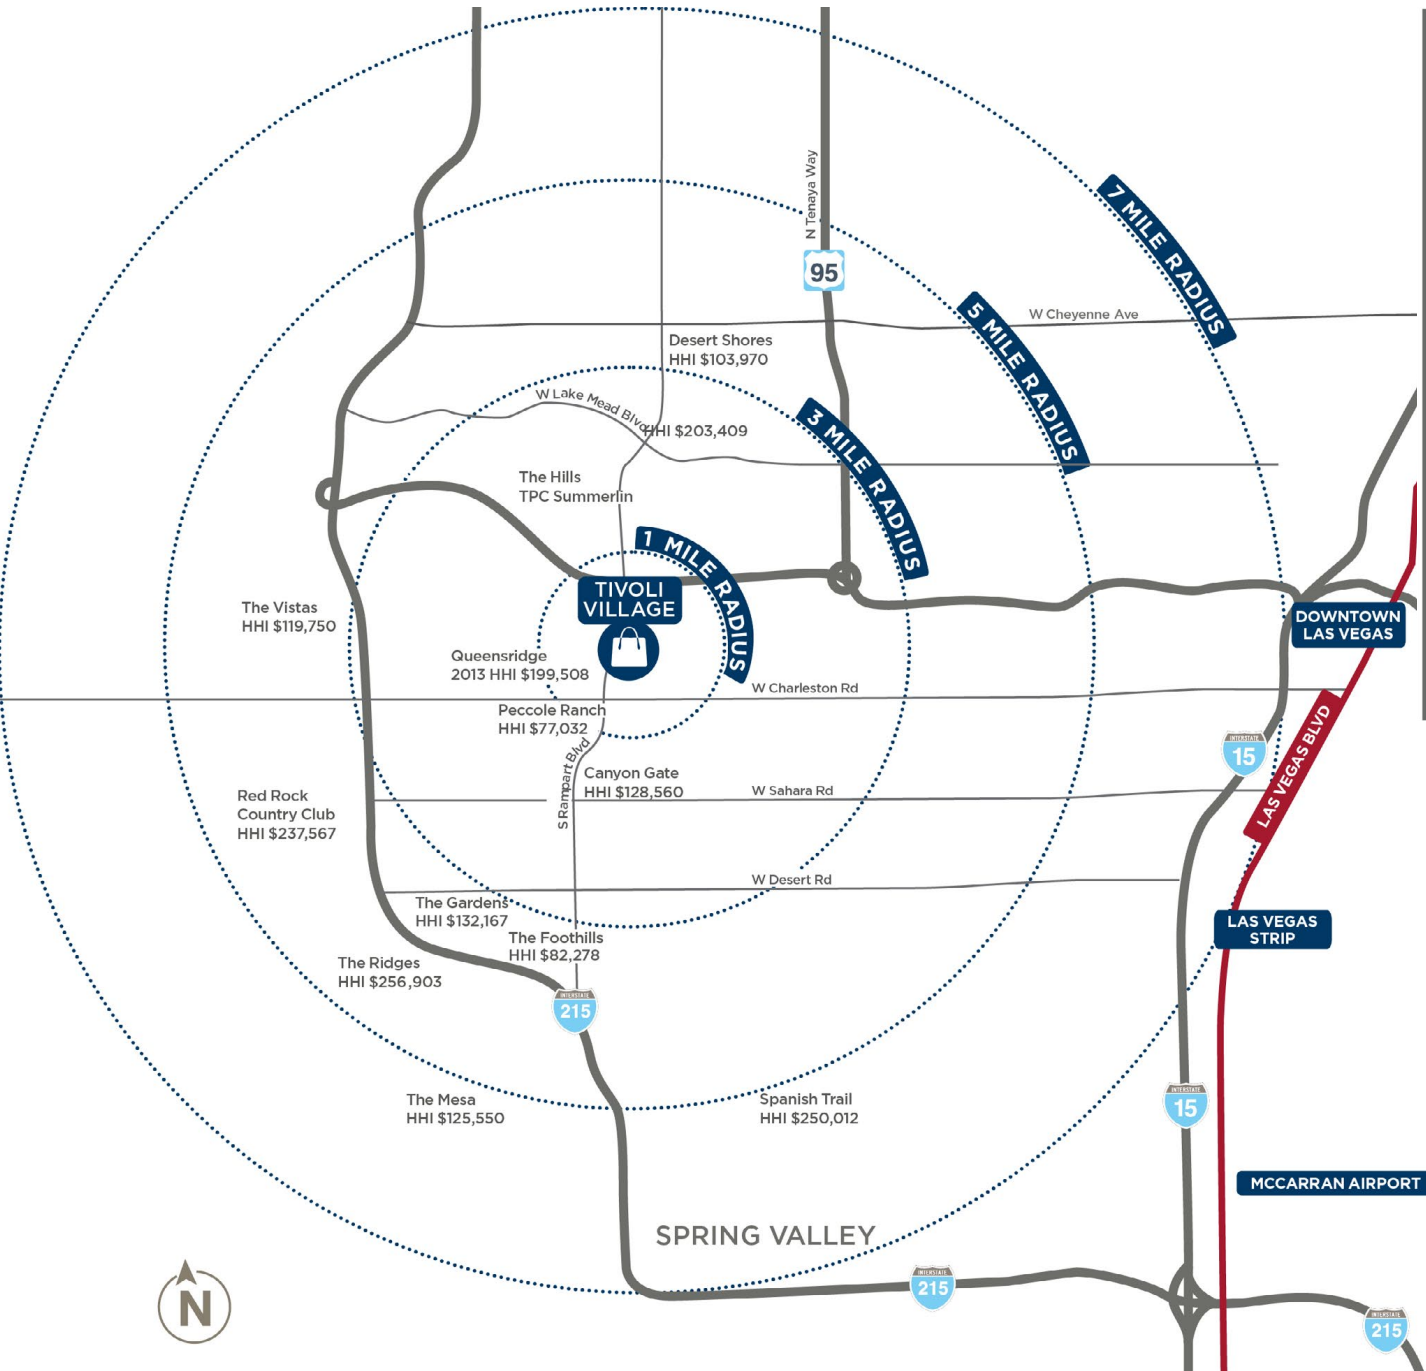 N Tenaya Way
95
7 MILE RADIUS
5 MILE RADIUS
W Cheyenne Ave
Desert Shores
HHI $103,970
W Lake Mead Blvd
HHI $203,409
3 MILE RADIUS
The Hills
TPC Summerlin
1 MILE RADIUS
TIVOLI
VILLAGE
The Vistas
HHI $119,750
DOWNTOWN
LAS VEGAS
Queensridge
2013 HHI $199,508
W Charleston Rd
Peccole Ranch
HHI $77,032
S Rampart Blvd
Canyon Gate
HHI $128,560
W Sahara Rd
INTERSTATE
15
LAS VEGAS BLVD
Red Rock
Country Club
HHI $237,567
W Desert Rd
The Gardens
HHI $132,167
The Foothills
HHI $82,278
LAS VEGAS
STRIP
The Ridges
HHI $256,903
INTERSTATE
215
The Mesa
HHI $125,550
Spanish Trail
HHI $250,012
INTERSTATE
15
MCCARRAN AIRPORT
SPRING VALLEY
INTERSTATE
215
N
INTERSTATE
215